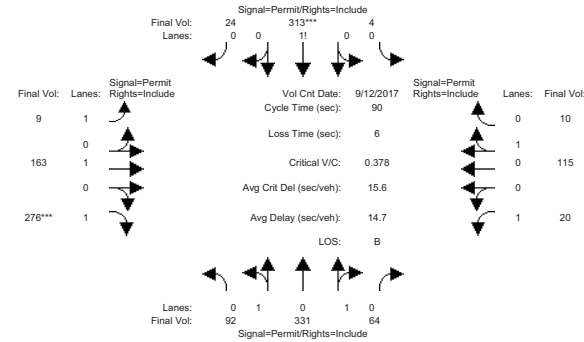 Signal=Permit/Rights=Include
Final Vol: 24 313*** 4
Lanes: 0 0 1! 0 0
Signal=Permit Signal=Permit
Final Vol: Lanes: Rights=Include Vol Cnt Date: 9/12/2017 Rights=Include Lanes: Final Vol:
Cycle Time (sec): 90
9 1 0 10
Loss Time (sec): 6
0 1
163 1 Critical V/C: 0.378 0 115
0 Avg Crit Del (sec/veh): 15.6 0
276*** 1 Avg Delay (sec/veh): 14.7 1 20
LOS: B
Lanes: 0 1 0 1 0
Final Vol: 92 331 64
Signal=Permit/Rights=Include